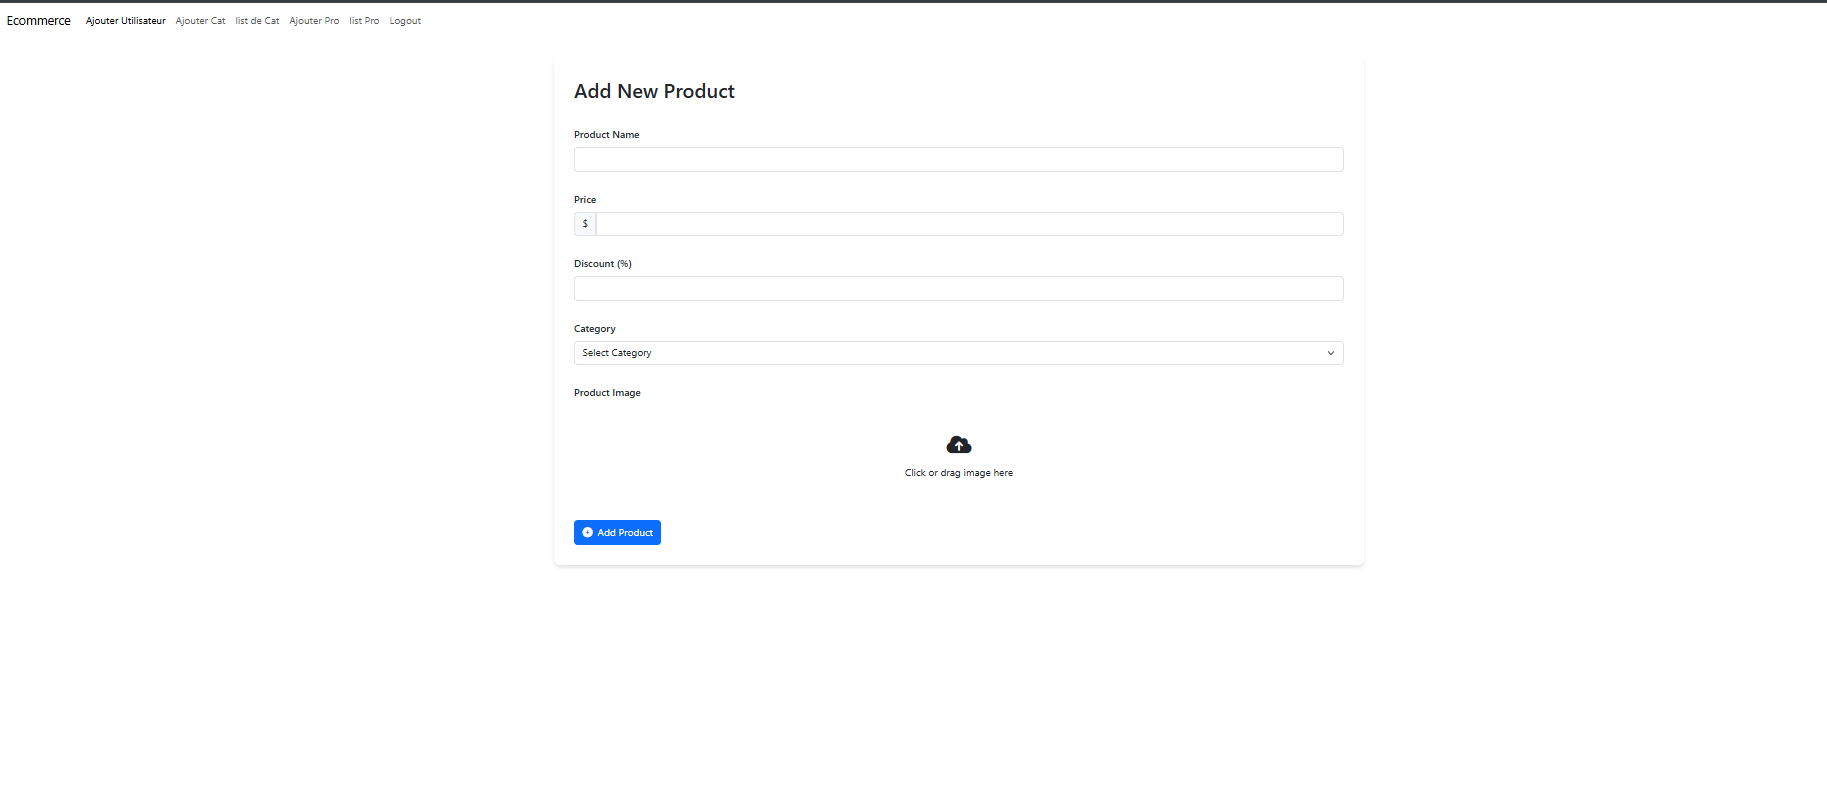 Ecommerce Ajouter Utilisateur Ajouter Cat list de Cat Ajouter Pro list Pro Logout
Add New Product
Product Name
Price
$
Discount (%)
Category
Select Category
Product Image
Click or drag image here
Add Product